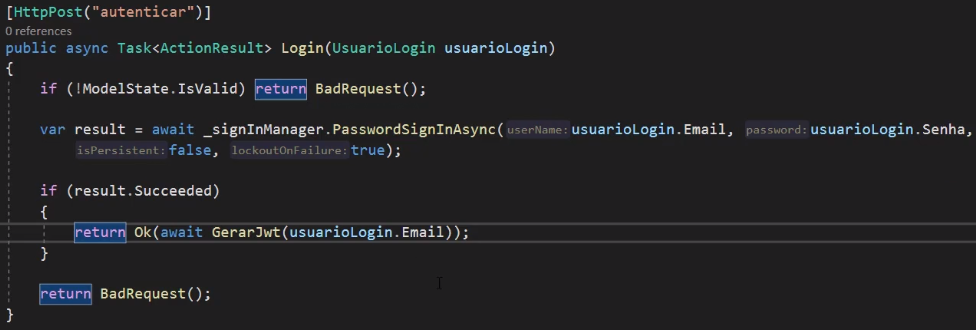 [HttpPost("autenticar")]
0 references
public async Task<ActionResult> Login(UsuarioLogin usuarioLogin)
{
if (!ModelState.IsValid) return BadRequest();
var result = await _signInManager.PasswordSignInAsync(userName:usuarioLogin.Email, password:usuarioLogin.Senha,
isPersistent:false, lockoutOnFailure:true);
if (result.Succeeded)
{
return Ok(await GerarJwt(usuarioLogin.Email));
}
return BadRequest();
}